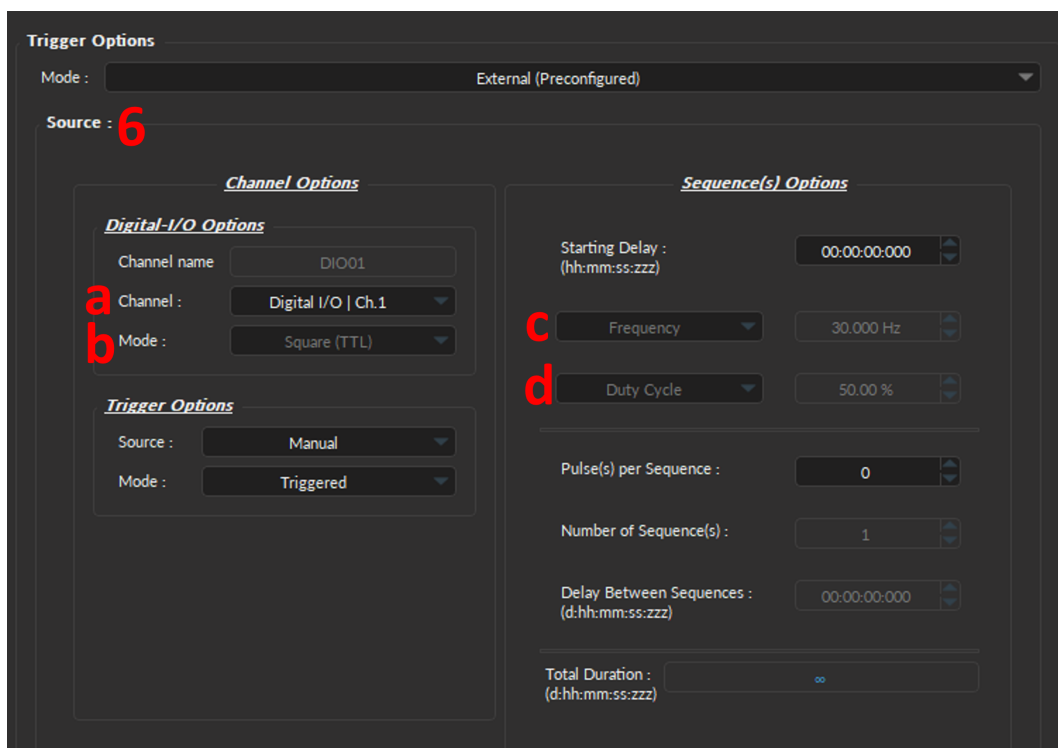 Trigger Options
Mode : External (Preconfigured)
Source : 6
Channel Options
Digital-I/O Options
Channel name DIO01
a Channel : Digital I/O | Ch.1
b Mode : Square (TTL)
Trigger Options
Source : Manual
Mode : Triggered
Sequence(s) Options
Starting Delay : 00:00:00:000
(hh:mm:ss:zzz)
c Frequency 30.000 Hz
d Duty Cycle 50.00 %
Pulse(s) per Sequence : 0
Number of Sequence(s) : 1
Delay Between Sequences : 00:00:00:000
(d:hh:mm:ss:zzz)
Total Duration : ∞
(d:hh:mm:ss:zzz)